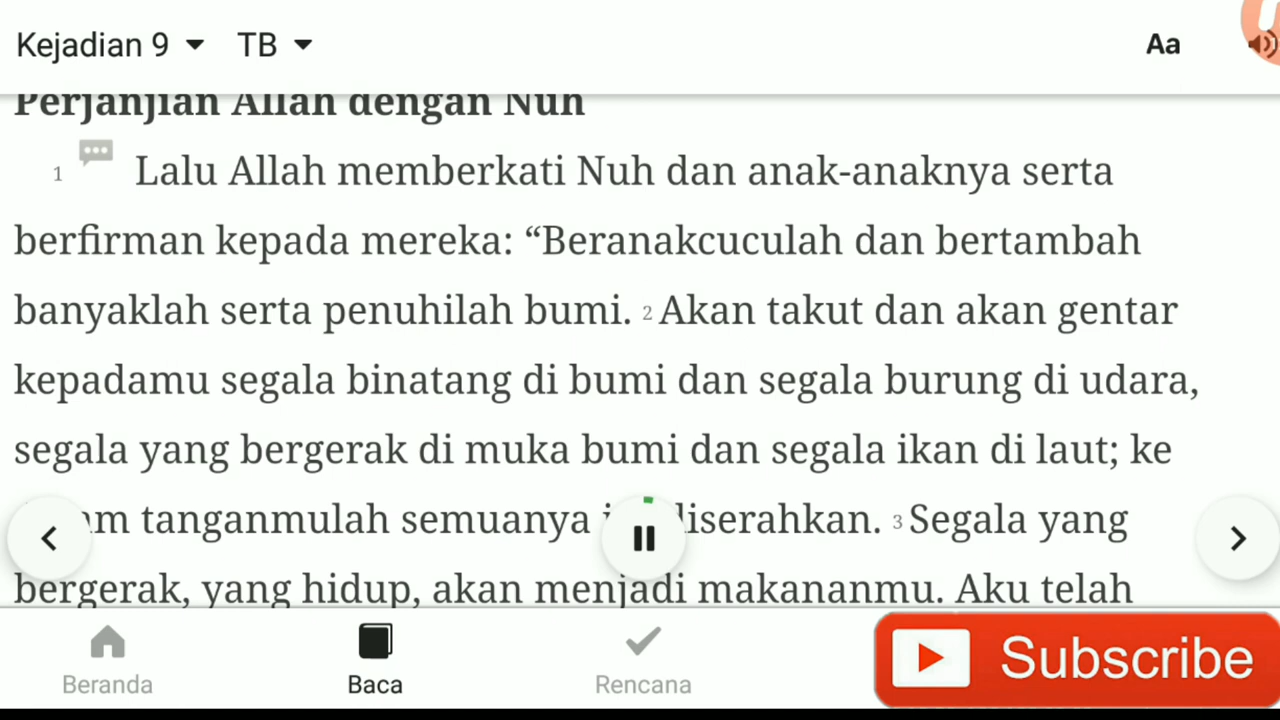 Kejadian 9 TB Aa
Perjanjian Allah dengan Nuh
1 Lalu Allah memberkati Nuh dan anak-anaknya serta
berfirman kepada mereka: “Beranakcuculah dan bertambah
banyaklah serta penuhilah bumi. 2 Akan takut dan akan gentar
kepadamu segala binatang di bumi dan segala burung di udara,
segala yang bergerak di muka bumi dan segala ikan di laut; ke
tanganmulah semuanya diserahkan. 3 Segala yang
bergerak, yang hidup, akan menjadi makananmu. Aku telah
Beranda Baca Rencana Subscribe